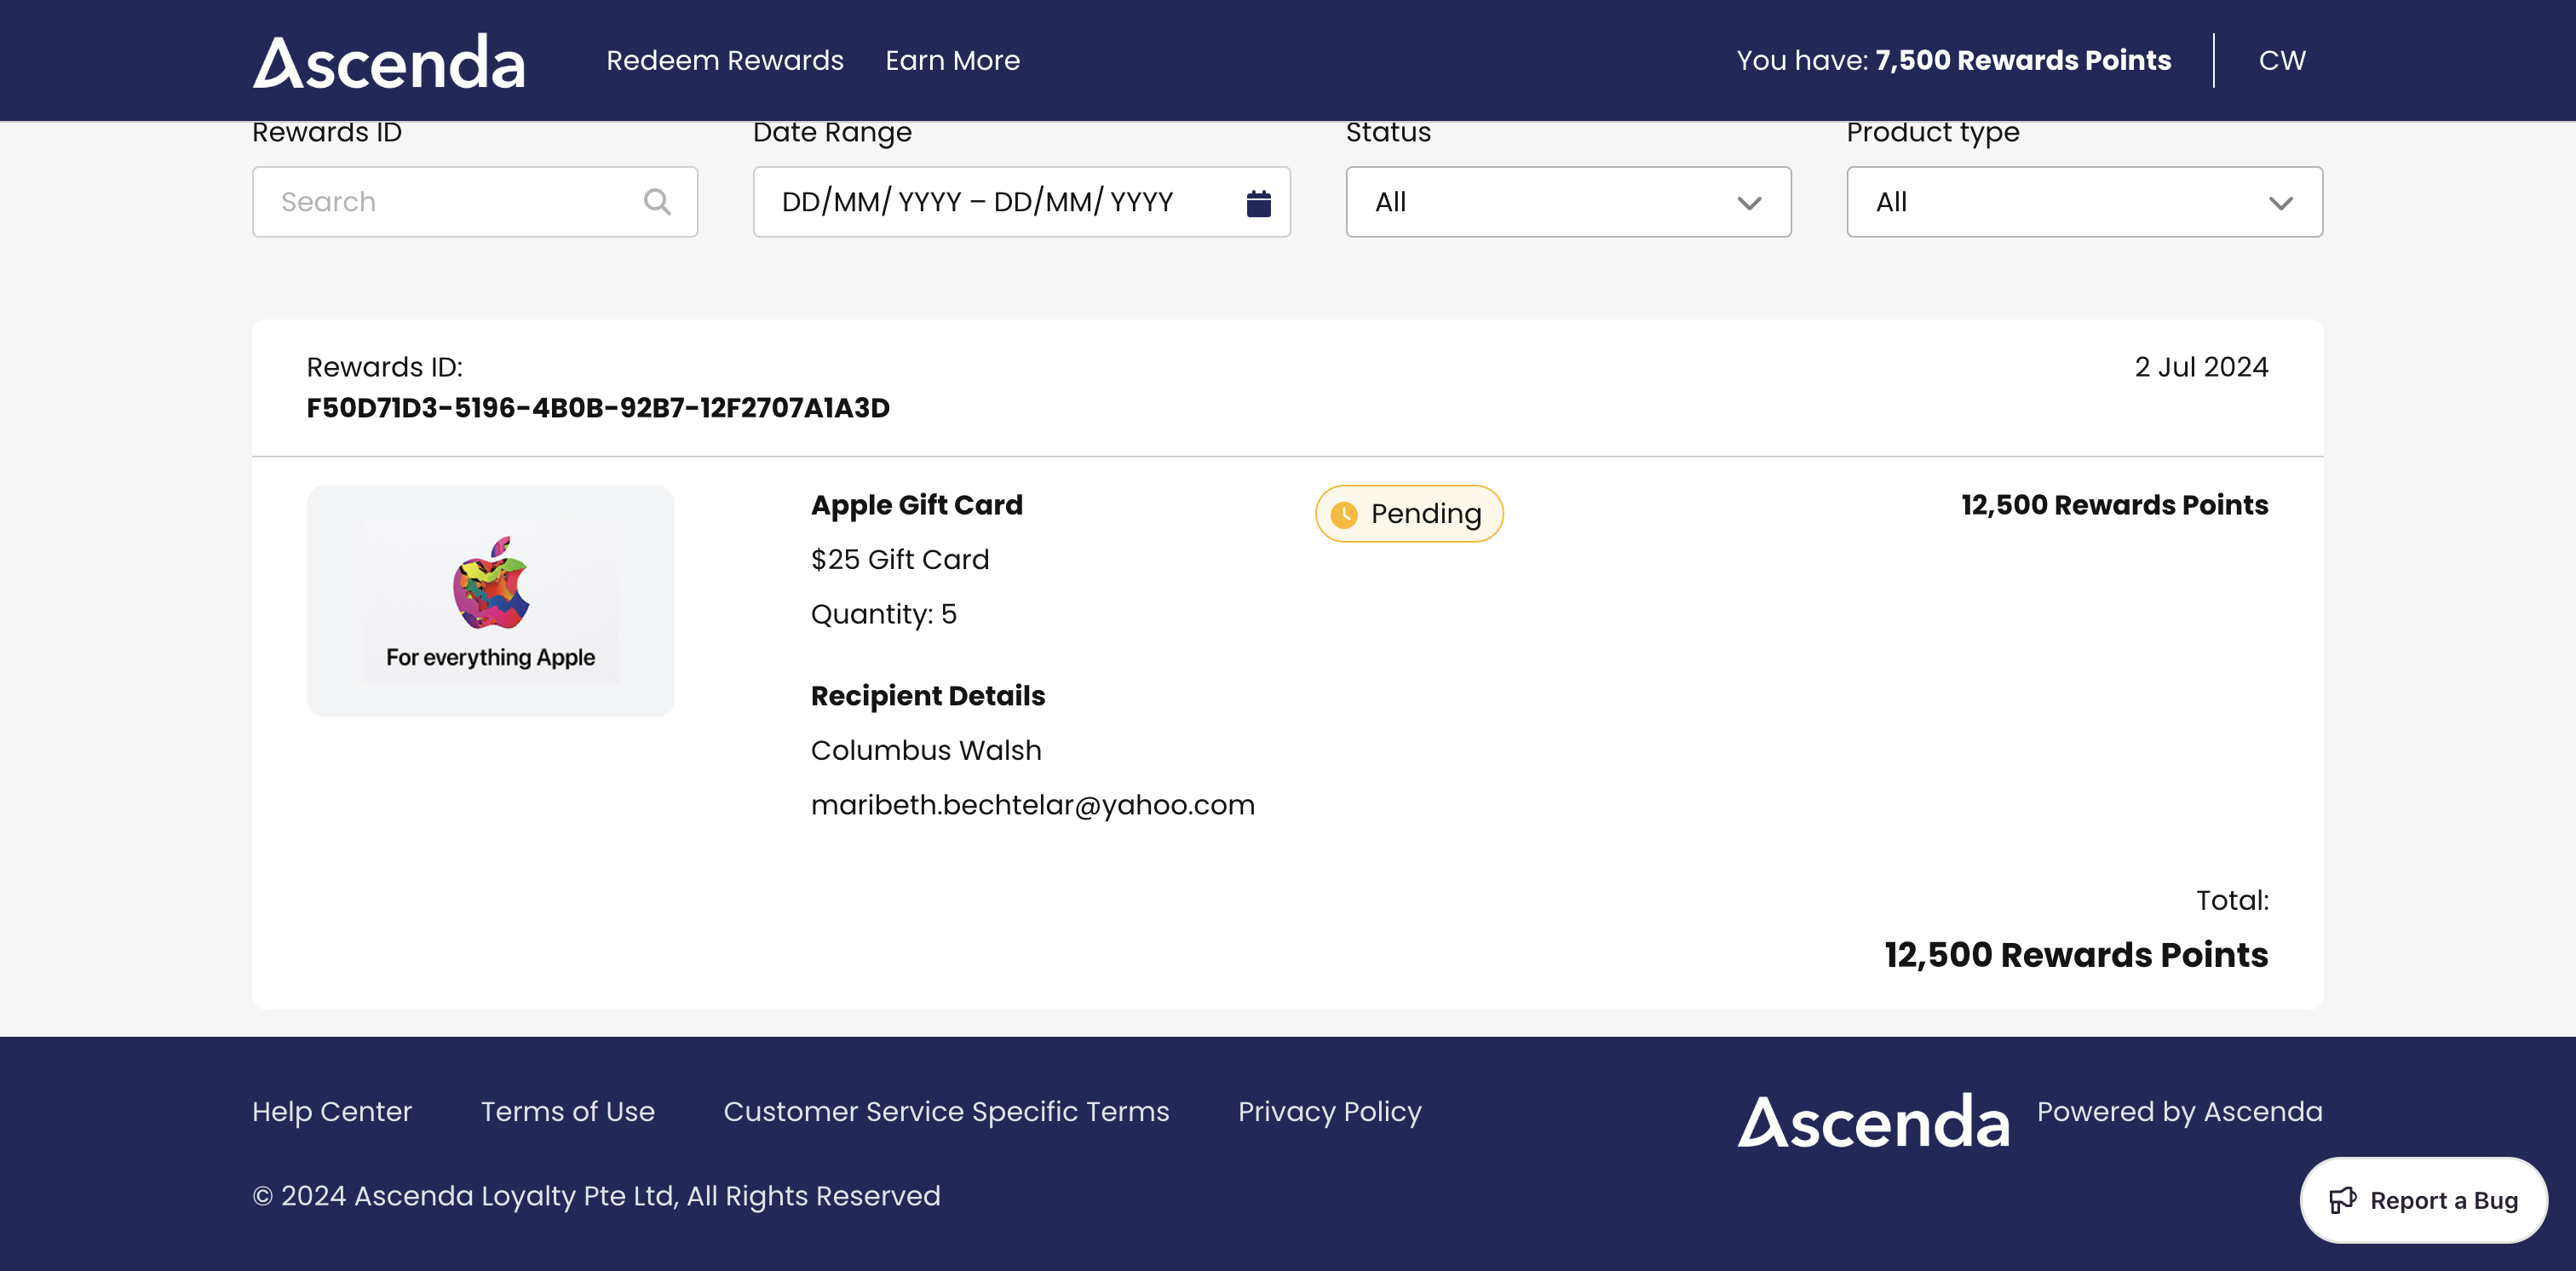 Ascenda
Redeem Rewards
Earn More
You have: 7,500 Rewards Points
CW
Rewards ID
Date Range
Status
Product type
Search
DD/MM/ YYYY – DD/MM/ YYYY
All
All
Rewards ID:
2 Jul 2024
F50D71D3-5196-4B0B-92B7-12F2707A1A3D
For everything Apple
Apple Gift Card
Pending
12,500 Rewards Points
$25 Gift Card
Quantity: 5
Recipient Details
Columbus Walsh
maribeth.bechtelar@yahoo.com
Total:
12,500 Rewards Points
Help Center
Terms of Use
Customer Service Specific Terms
Privacy Policy
Ascenda
Powered by Ascenda
© 2024 Ascenda Loyalty Pte Ltd, All Rights Reserved
Report a Bug